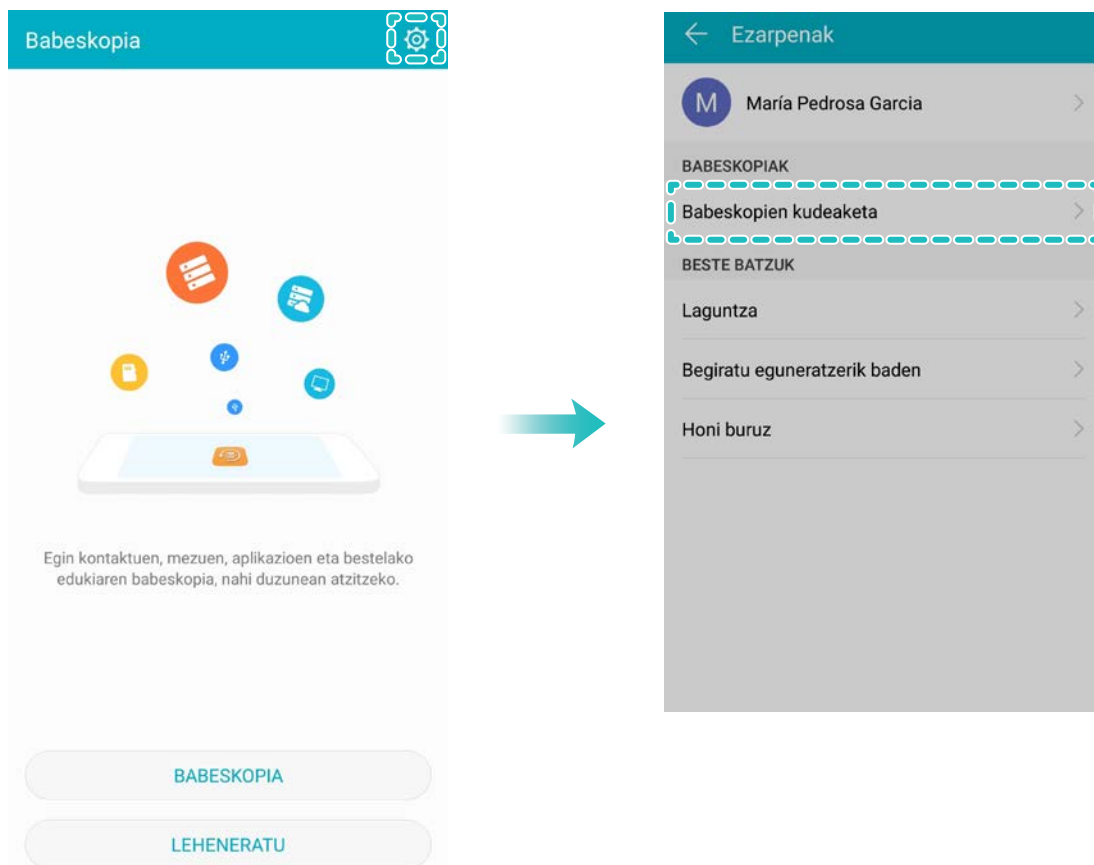 Babeskopia
Egin kontaktuen, mezuen, aplikazioen eta bestelako
edukiaren babeskopia, nahi duzunean atzitzeko.
BABESKOPIA
LEHENERATU
Ezarpenak
M
María Pedrosa Garcia
BABESKOPIAK
Babeskopien kudeaketa
BESTE BATZUK
Laguntza
Begiratu eguneratzerik baden
Honi buruz